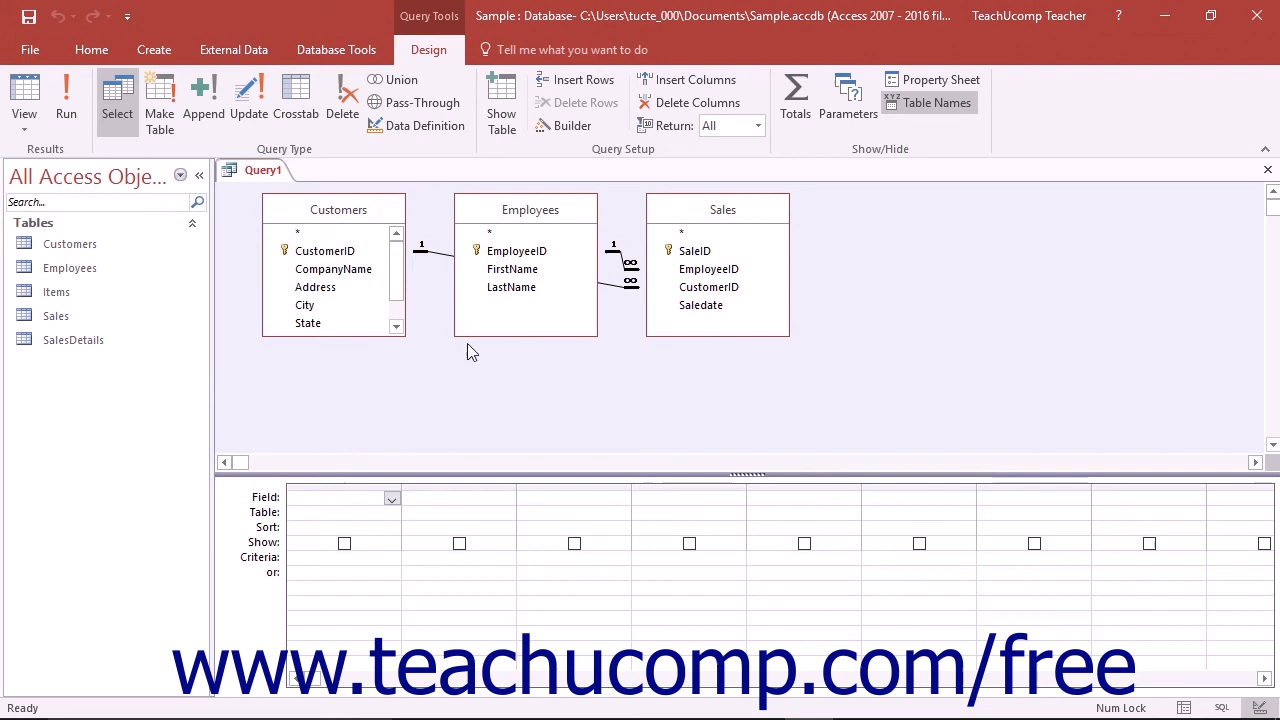 Query Tools
Sample : Database- C:\Users\tucte_000\Documents\Sample.accdb (Access 2007 - 2016 fil...
TeachUcomp Teacher
?
File
Home
Create
External Data
Database Tools
Design
Tell me what you want to do
View
Run
Select
Make Table
Append
Update
Crosstab
Delete
Union
Pass-Through
Data Definition
Show Table
Insert Rows
Delete Rows
Builder
Insert Columns
Delete Columns
Return: All
Totals
Parameters
Property Sheet
XYZ Table Names
Results
Query Type
Query Setup
Show/Hide
All Access Obje...
Search...
Tables
Customers
Employees
Items
Sales
SalesDetails
Query1
Customers
*
CustomerID
CompanyName
Address
City
State
1
Employees
*
EmployeeID
FirstName
LastName
1
∞
∞
Sales
*
SaleID
EmployeeID
CustomerID
Saledate
Field:
Table:
Sort:
Show:
Criteria:
or:
www.teachucomp.com/free
Ready
Num Lock
SQL